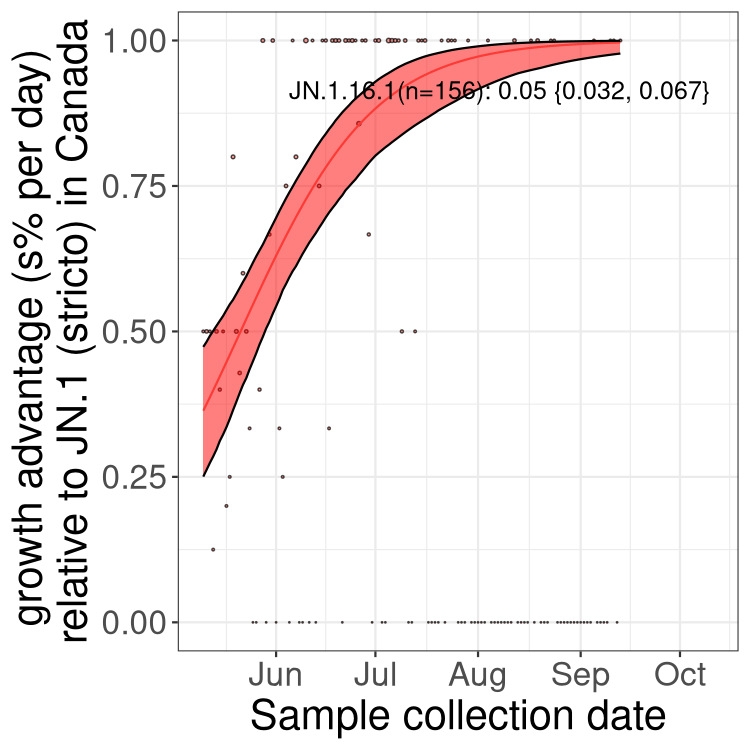 growth advantage (s% per day)
relative to JN.1 (stricto) in Canada
1.00
0.75
0.50
0.25
0.00
JN.1.16.1(n=156): 0.05 {0.032, 0.067}
Jun Jul Aug Sep Oct
Sample collection date